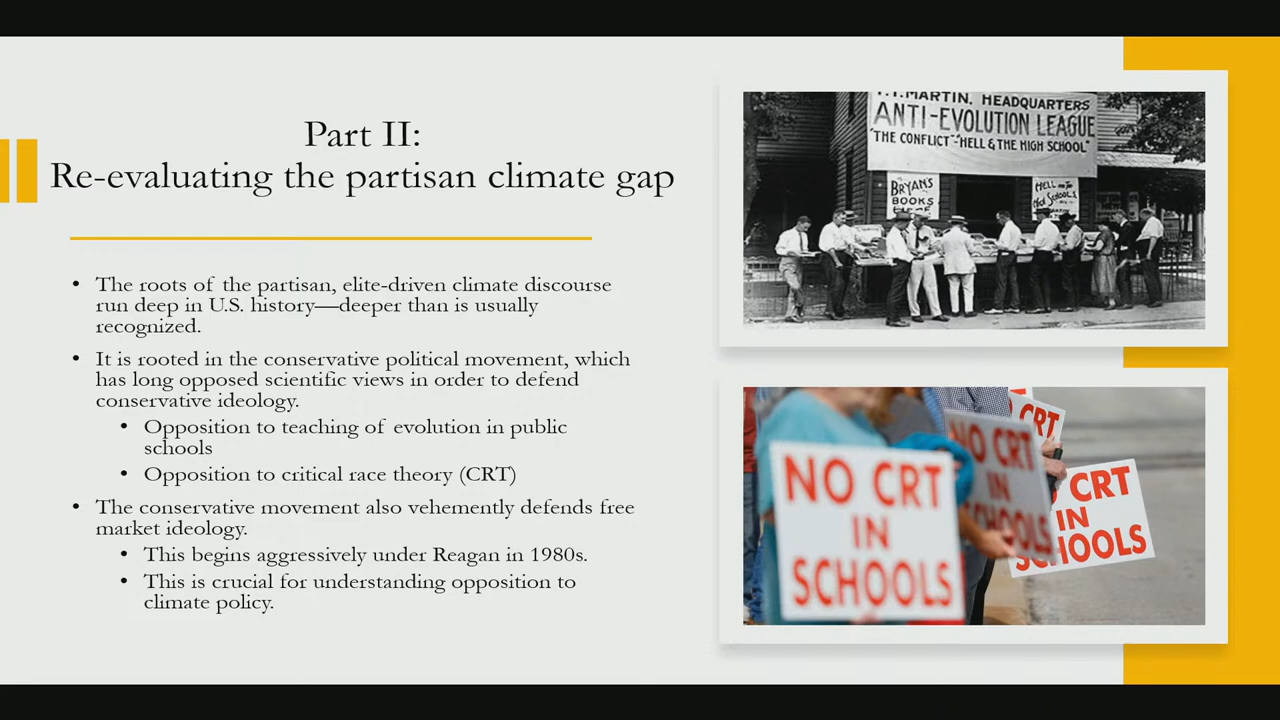 Part II:
Re-evaluating the partisan climate gap
• The roots of the partisan, elite-driven climate discourse
run deep in U.S. history—deeper than is usually
recognized.
• It is rooted in the conservative political movement, which
has long opposed scientific views in order to defend
conservative ideology.
• Opposition to teaching of evolution in public
schools
• Opposition to critical race theory (CRT)
• The conservative movement also vehemently defends free
market ideology.
• This begins aggressively under Reagan in 1980s.
• This is crucial for understanding opposition to
climate policy.
MARTIN, HEADQUARTERS
ANTI-EVOLUTION LEAGUE
"THE CONFLICT"-"HELL & THE HIGH SCHOOL"
BRYAN'S
BOOKS
HERE
HELL
NO CRT
IN
SCHOOLS
NO CRT
IN
SCHOOLS
CRT
CRT
IN
SCHOOLS